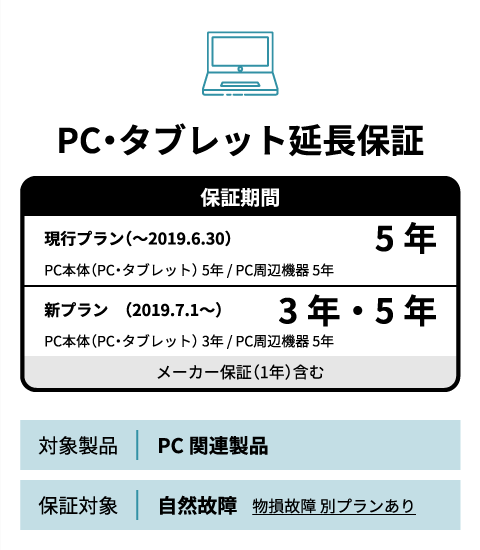 PC・タブレット延長保証
保証期間
現行プラン（～2019.6.30） 5 年
PC本体（PC・タブレット） 5年 / PC周辺機器 5年
新プラン （2019.7.1～） 3 年・5 年
PC本体（PC・タブレット） 3年 / PC周辺機器 5年
メーカー保証（1年）含む
対象製品 PC 関連製品
保証対象 自然故障 物損故障 別プランあり